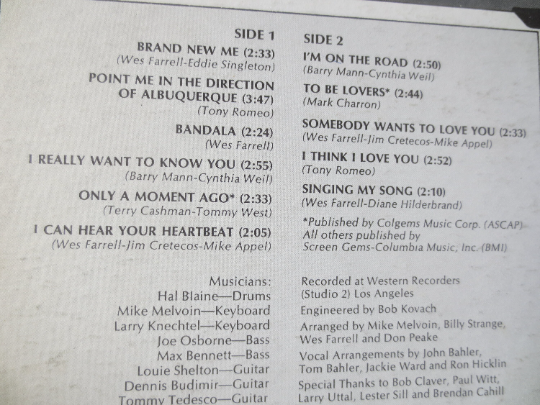 SIDE 1
BRAND NEW ME (2:33)
(Wes Farrell-Eddie Singleton)
POINT ME IN THE DIRECTION
OF ALBUQUERQUE (3:47)
(Tony Romeo)
BANDALA (2:24)
(Wes Farrell)
I REALLY WANT TO KNOW YOU (2:55)
(Barry Mann-Cynthia Weil)
ONLY A MOMENT AGO* (2:33)
(Terry Cashman-Tommy West)
I CAN HEAR YOUR HEARTBEAT (2:05)
(Wes Farrell-Jim Cretecos-Mike Appel)
SIDE 2
I'M ON THE ROAD (2:50)
(Barry Mann-Cynthia Weil)
TO BE LOVERS* (2:44)
(Mark Charron)
SOMEBODY WANTS TO LOVE YOU (2:33)
(Wes Farrell-Jim Cretecos-Mike Appel)
I THINK I LOVE YOU (2:52)
(Tony Romeo)
SINGING MY SONG (2:10)
(Wes Farrell-Diane Hilderbrand)
*Published by Colgems Music Corp. (ASCAP)
All others published by
Screen Gems-Columbia Music, Inc. (BMI)
Musicians:
Hal Blaine—Drums
Mike Melvoin—Keyboard
Larry Knechtel—Keyboard
Joe Osborne—Bass
Max Bennett—Bass
Louie Shelton—Guitar
Dennis Budimir—Guitar
Tommy Tedesco—Guitar
Recorded at Western Recorders
(Studio 2) Los Angeles
Engineered by Bob Kovach
Arranged by Mike Melvoin, Billy Strange,
Wes Farrell and Don Peake
Vocal Arrangements by John Bahler,
Tom Bahler, Jackie Ward and Ron Hicklin
Special Thanks to Bob Claver, Paul Witt,
Larry Uttal, Lester Sill and Brendan Cahill